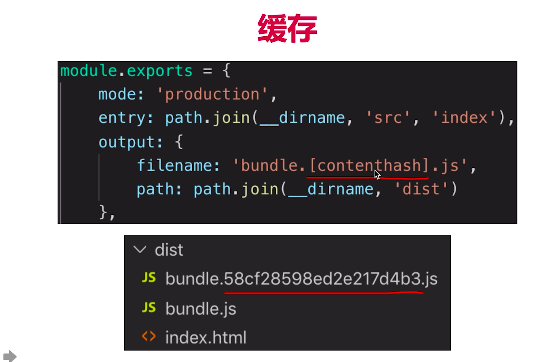 缓存
module.exports = {
mode: 'production',
entry: path.join(__dirname, 'src', 'index'),
output: {
filename: 'bundle.[contenthash].js',
path: path.join(__dirname, 'dist')
},
dist
JS bundle.58cf28598ed2e217d4b3.js
JS bundle.js
<> index.html